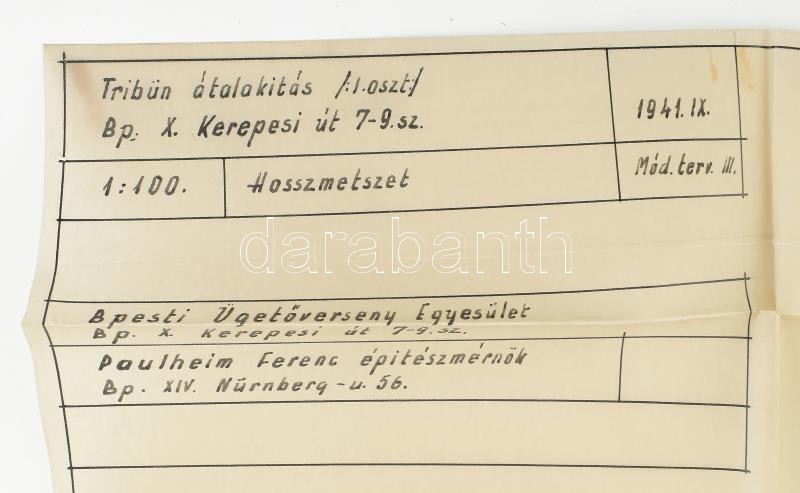 Tribün átalakitás /:I.oszt:/
Bp. X. Kerepesi út 7-9.sz.
1941.IX.
1:100.
Hosszmetszet
Mód.terv.III.
darabanth
Bpesti Ügetőverseny Egyesület
Bp. X. Kerepesi út 7-9.sz.
Paulheim Ferenc épitészmérnök
Bp. XIV. Nürnberg-u. 56.